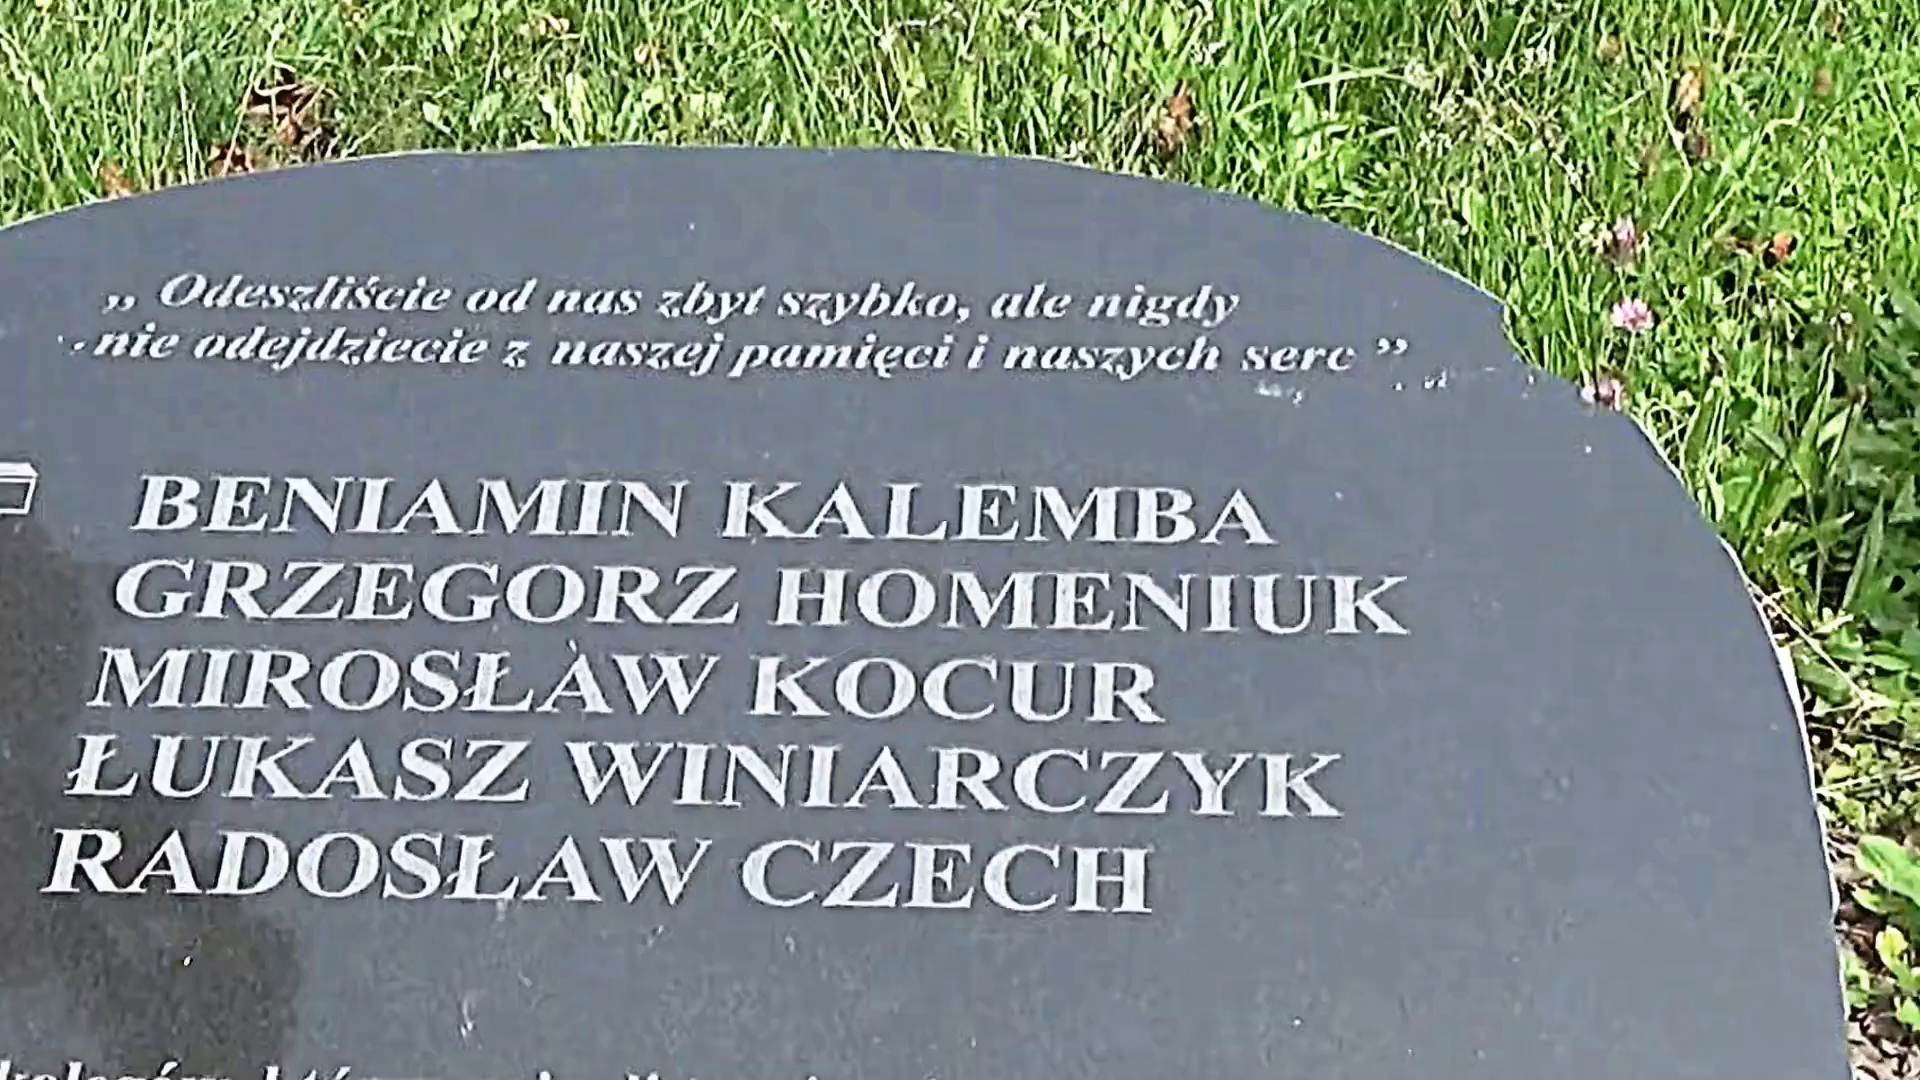 „ Odeszliście od nas zbyt szybko, ale nigdy
nie odejdziecie z naszej pamięci i naszych serc ”
BENIAMIN KALEMBA
GRZEGORZ HOMENIUK
MIROSŁAW KOCUR
ŁUKASZ WINIARCZYK
RADOSŁAW CZECH